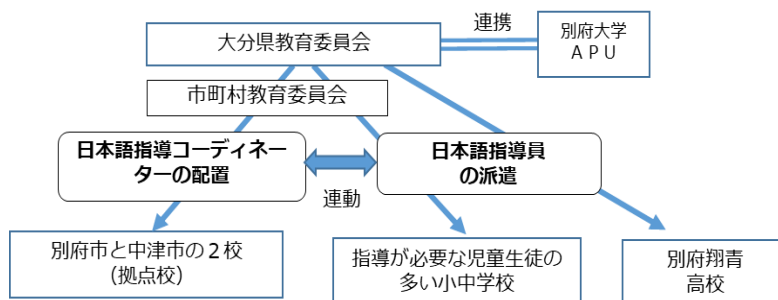 大分県教育委員会
連携
別府大学
ＡＰＵ
市町村教育委員会
日本語指導コーディネー
ターの配置
連動
日本語指導員
の派遣
別府市と中津市の２校
(拠点校)
指導が必要な児童生徒の
多い小中学校
別府翔青
高校